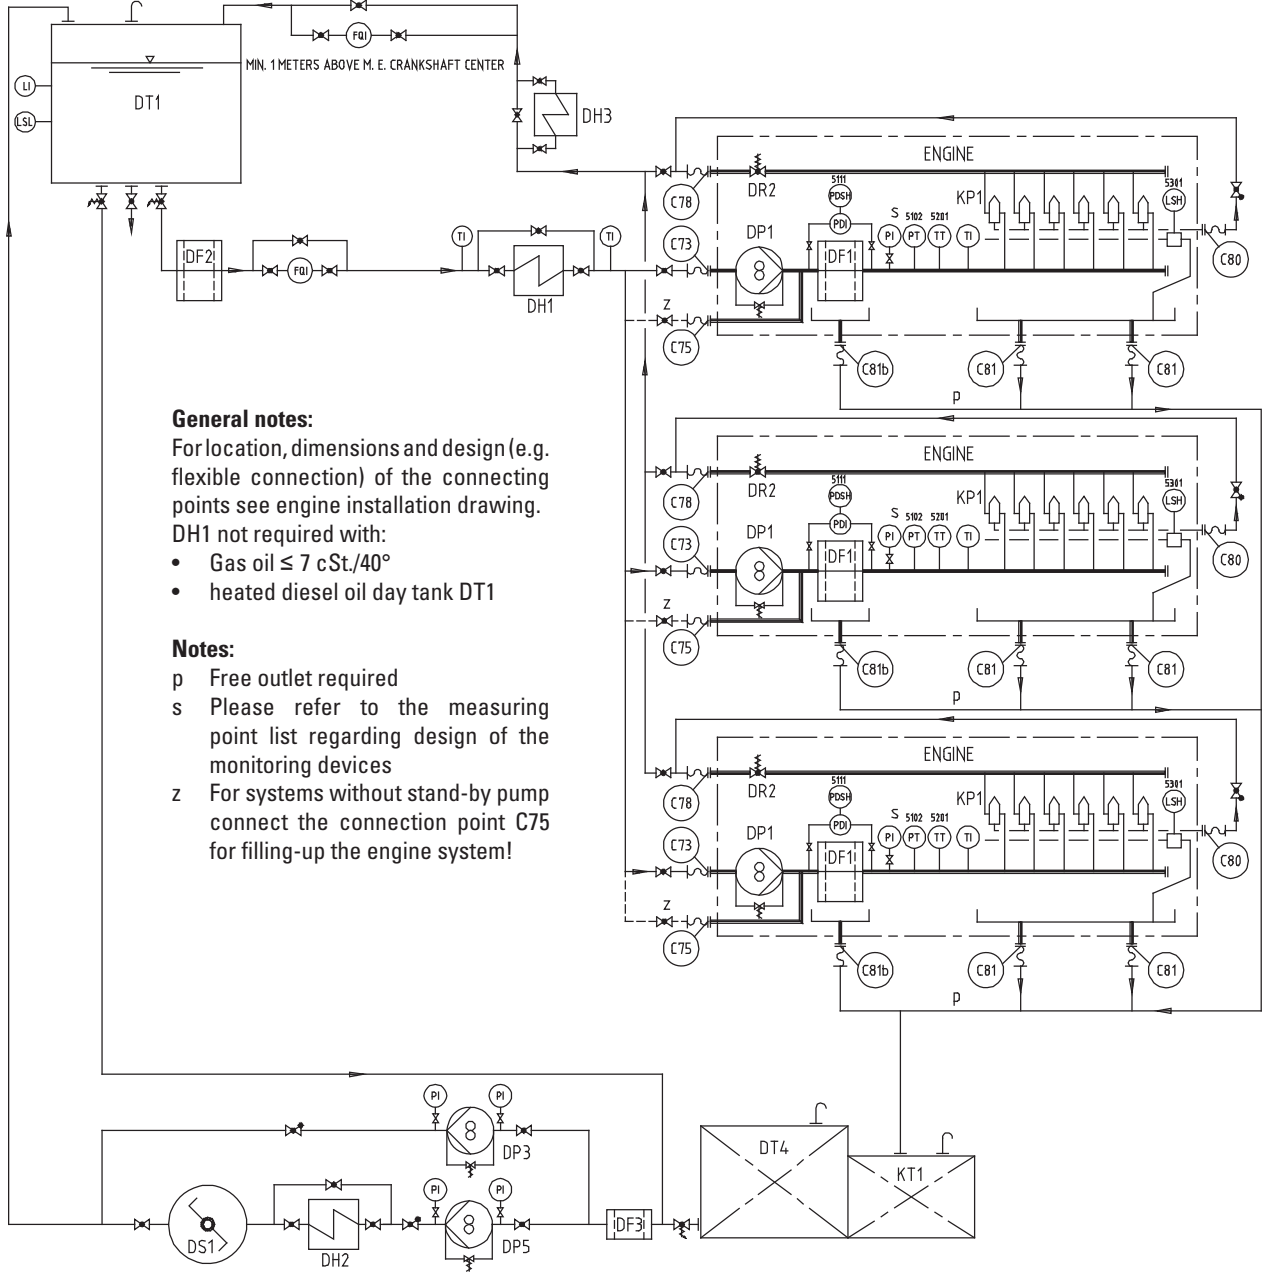 FQI
MIN. 1 METERS ABOVE M. E. CRANKSHAFT CENTER
LI
DT1
LSL
DH3
DF2
FQI
TI
TI
DH1
ENGINE
C78
DR2
5111
PDSH
KP1
5301
LSH
C73
DP1
PDI
S 5102 5201
PI PT TT TI
DF1
C80
8
z
C75
C81b
C81
C81
p
General notes:
For location, dimensions and design (e.g.
flexible connection) of the connecting
points see engine installation drawing.
DH1 not required with:
• Gas oil ≤ 7 cSt./40°
• heated diesel oil day tank DT1
Notes:
p Free outlet required
s Please refer to the measuring
point list regarding design of the
monitoring devices
z For systems without stand-by pump
connect the connection point C75
for filling-up the engine system!
ENGINE
C78
DR2
5111
PDSH
KP1
5301
LSH
C73
DP1
PDI
S 5102 5201
PI PT TT TI
DF1
C80
8
z
C75
C81b
C81
C81
p
ENGINE
C78
DR2
5111
PDSH
KP1
5301
LSH
C73
DP1
PDI
S 5102 5201
PI PT TT TI
DF1
C80
8
z
C75
C81b
C81
C81
p
PI
PI
8
DP3
DT4
KT1
PI
PI
DS1
DH2
8
DP5
DF3